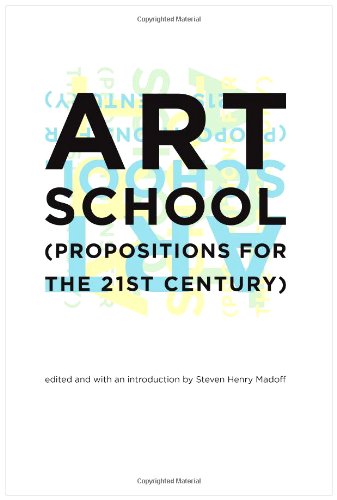 Copyrighted Material
ART
SCHOOL
(PROPOSITIONS FOR
THE 21ST CENTURY)
edited and with an introduction by Steven Henry Madoff
Copyrighted Material